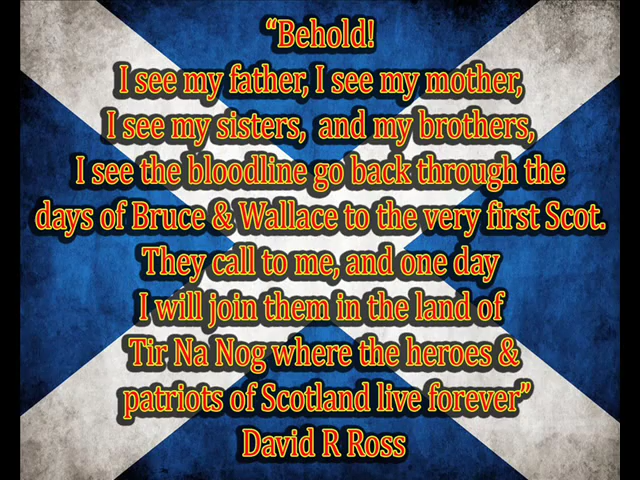 “Behold!
I see my father, I see my mother,
I see my sisters, and my brothers,
I see the bloodline go back through the
days of Bruce & Wallace to the very first Scot.
They call to me, and one day
I will join them in the land of
Tir Na Nog where the heroes &
patriots of Scotland live forever”
David R Ross